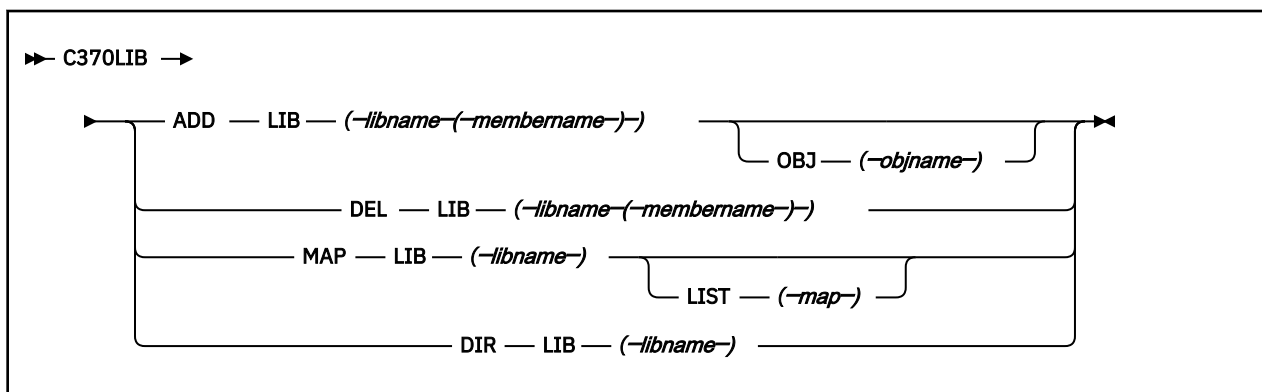 C370LIB
ADD LIB (libname(membername))
OBJ (objname)
DEL LIB (libname(membername))
MAP LIB (libname)
LIST (map)
DIR LIB (libname)